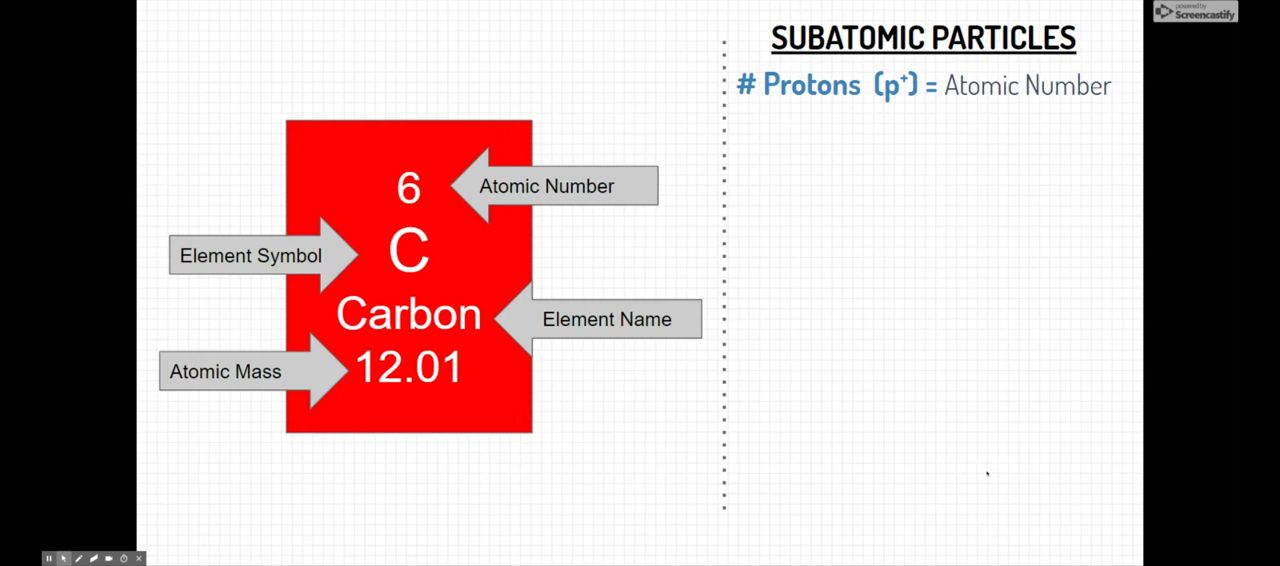 powered by
Screencastify
SUBATOMIC PARTICLES
# Protons (p⁺) = Atomic Number
6
Atomic Number
Element Symbol
C
Carbon
Element Name
Atomic Mass
12.01